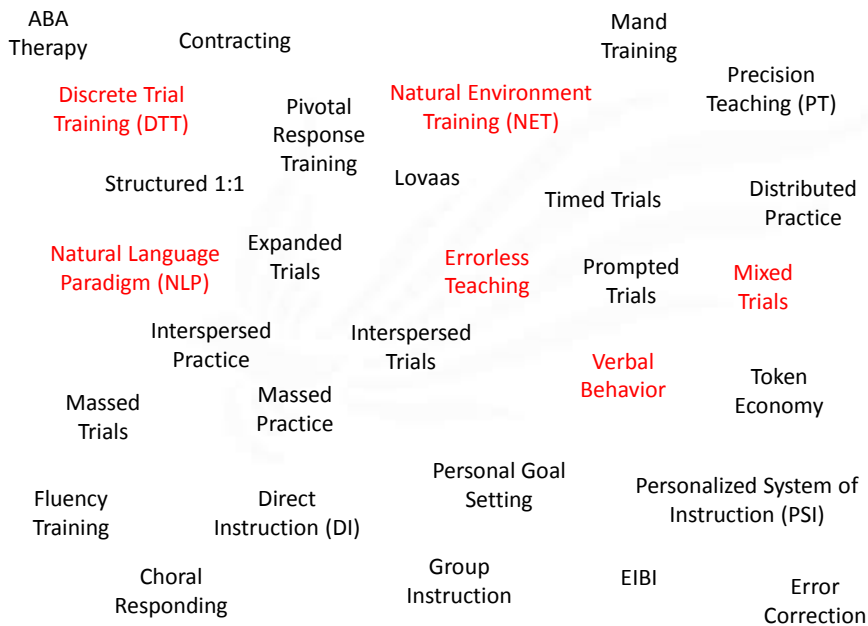 ABA
Therapy
Contracting
Mand
Training
Discrete Trial
Training (DTT)
Pivotal
Response
Training
Natural Environment
Training (NET)
Precision
Teaching (PT)
Structured 1:1
Lovaas
Timed Trials
Distributed
Practice
Natural Language
Paradigm (NLP)
Expanded
Trials
Errorless
Teaching
Prompted
Trials
Mixed
Trials
Interspersed
Practice
Interspersed
Trials
Verbal
Behavior
Token
Economy
Massed
Trials
Massed
Practice
Personal Goal
Setting
Personalized System of
Instruction (PSI)
Fluency
Training
Direct
Instruction (DI)
Choral
Responding
Group
Instruction
EIBI
Error
Correction